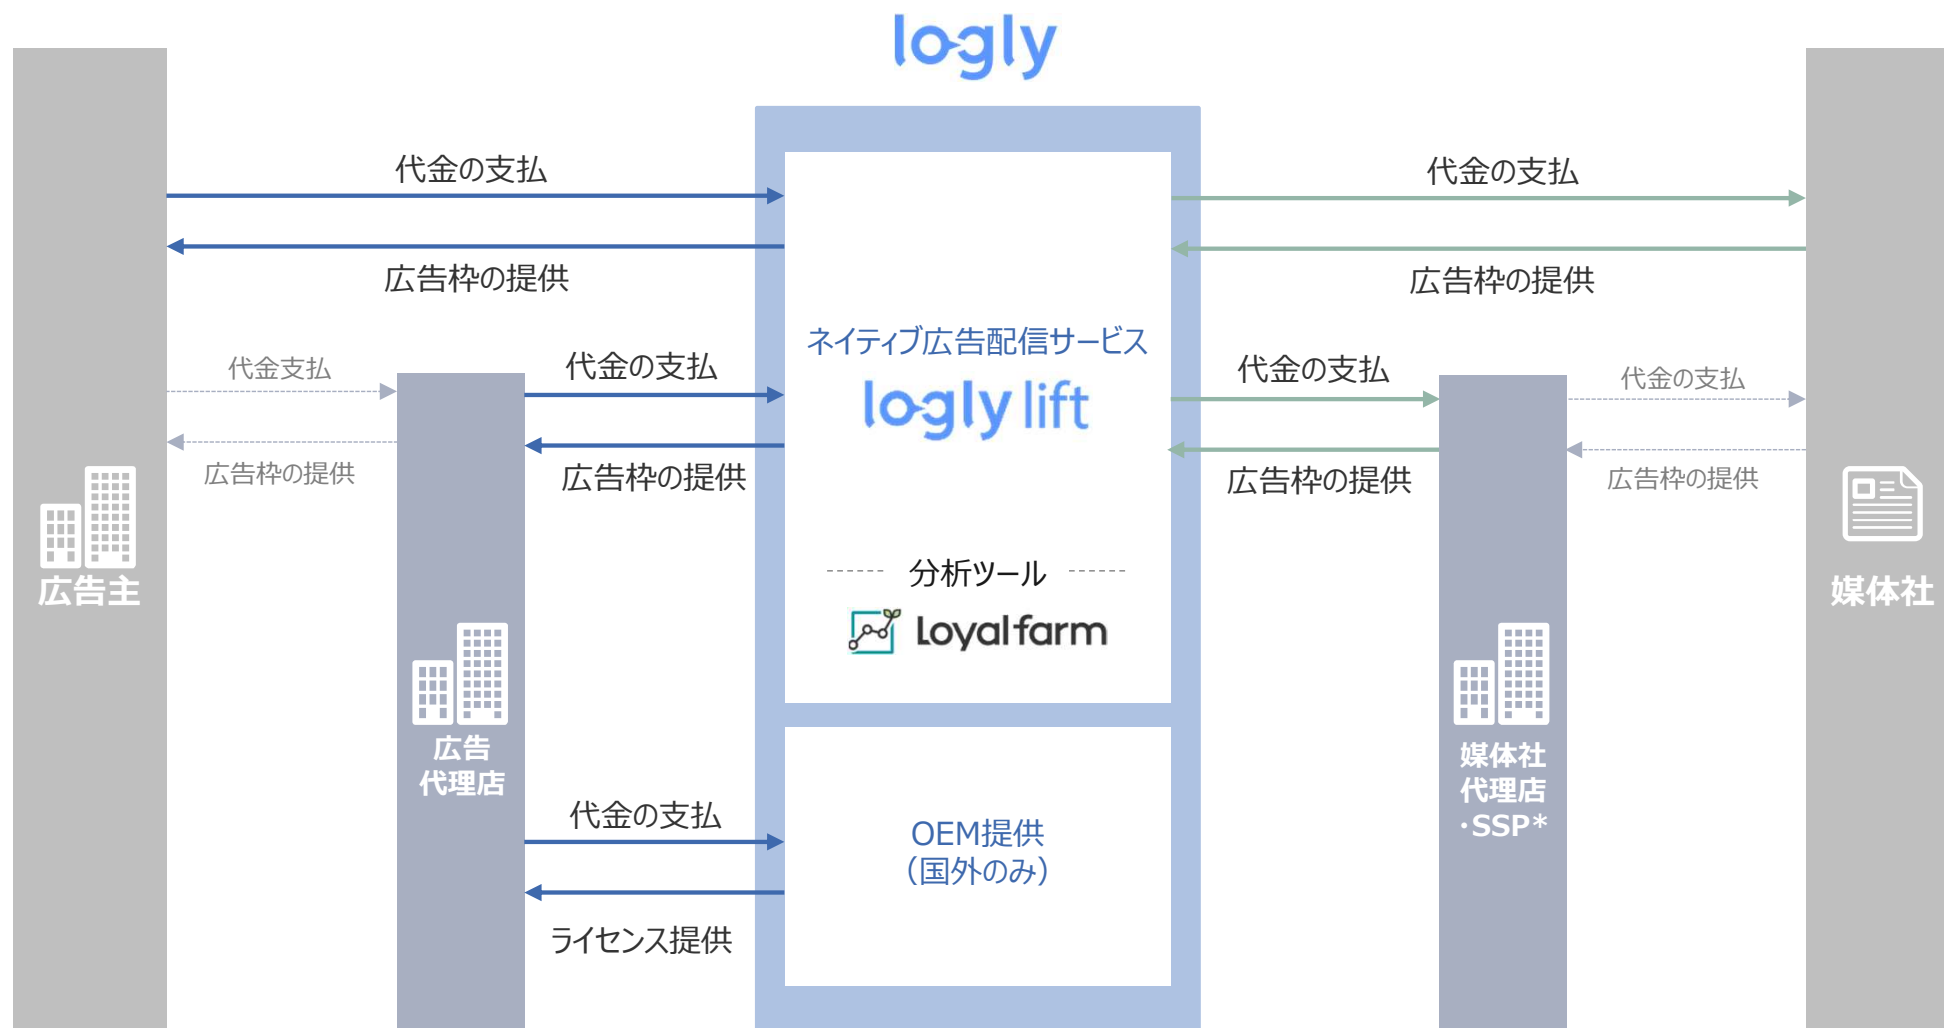 logly
代金の支払
代金の支払
広告枠の提供
広告枠の提供
ネイティブ広告配信サービス
logly lift
代金支払
代金の支払
代金の支払
代金の支払
広告枠の提供
広告枠の提供
広告枠の提供
広告枠の提供
分析ツール
Loyalfarm
広告主
媒体社
広告
代理店
媒体社
代理店
・SSP*
代金の支払
OEM提供
（国外のみ）
ライセンス提供